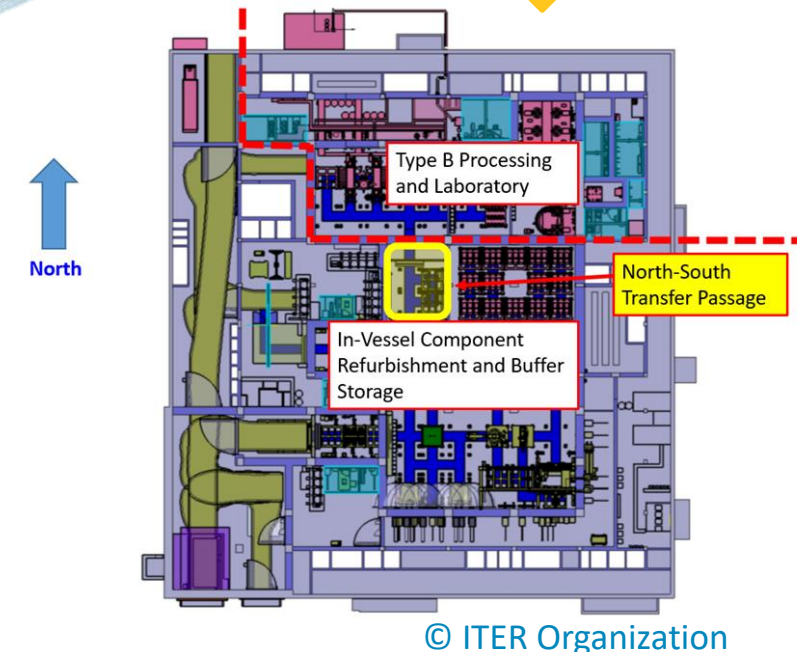 Type B Processing
and Laboratory
North
North-South
Transfer Passage
In-Vessel Component
Refurbishment and Buffer
Storage
© ITER Organization